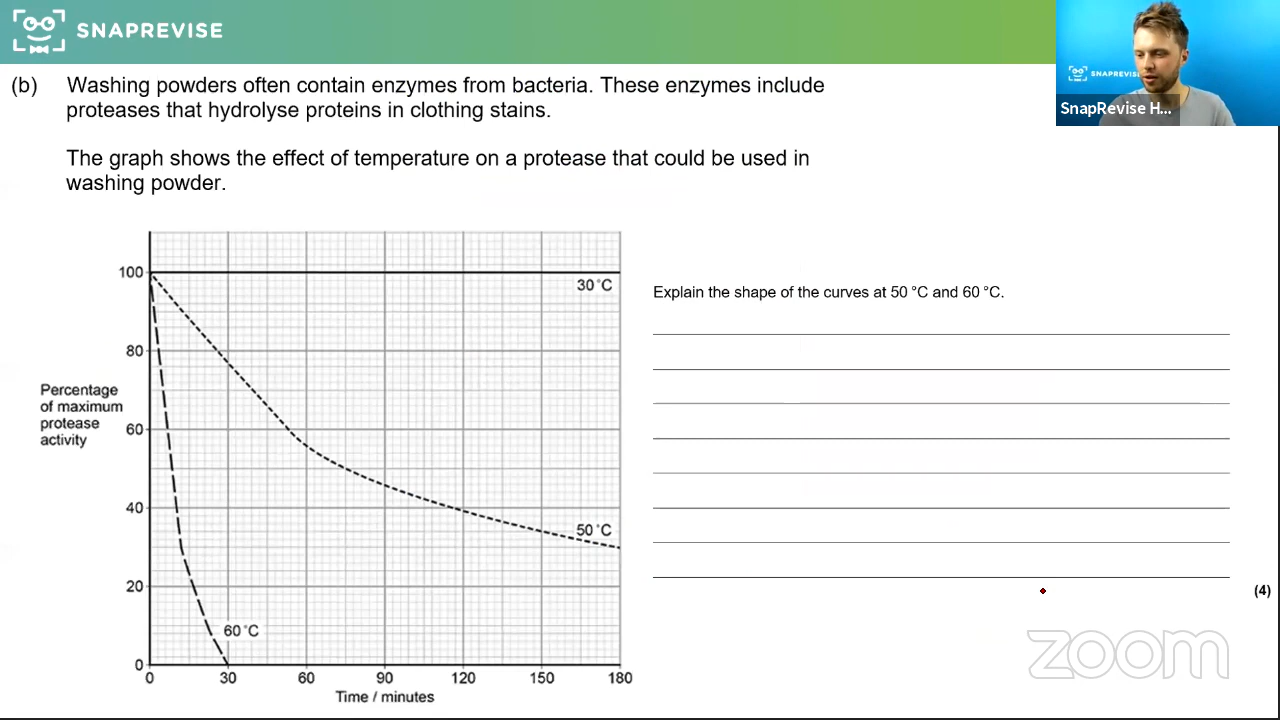 SNAPREVISE
SNAPREVISE
SnapRevise H...
(b) Washing powders often contain enzymes from bacteria. These enzymes include
proteases that hydrolyse proteins in clothing stains.
The graph shows the effect of temperature on a protease that could be used in
washing powder.
Percentage
of maximum
protease
activity
100
80
60
40
20
0
30 °C
50 °C
60 °C
0 30 60 90 120 150 180
Time / minutes
Explain the shape of the curves at 50 °C and 60 °C.
(4)
zoom